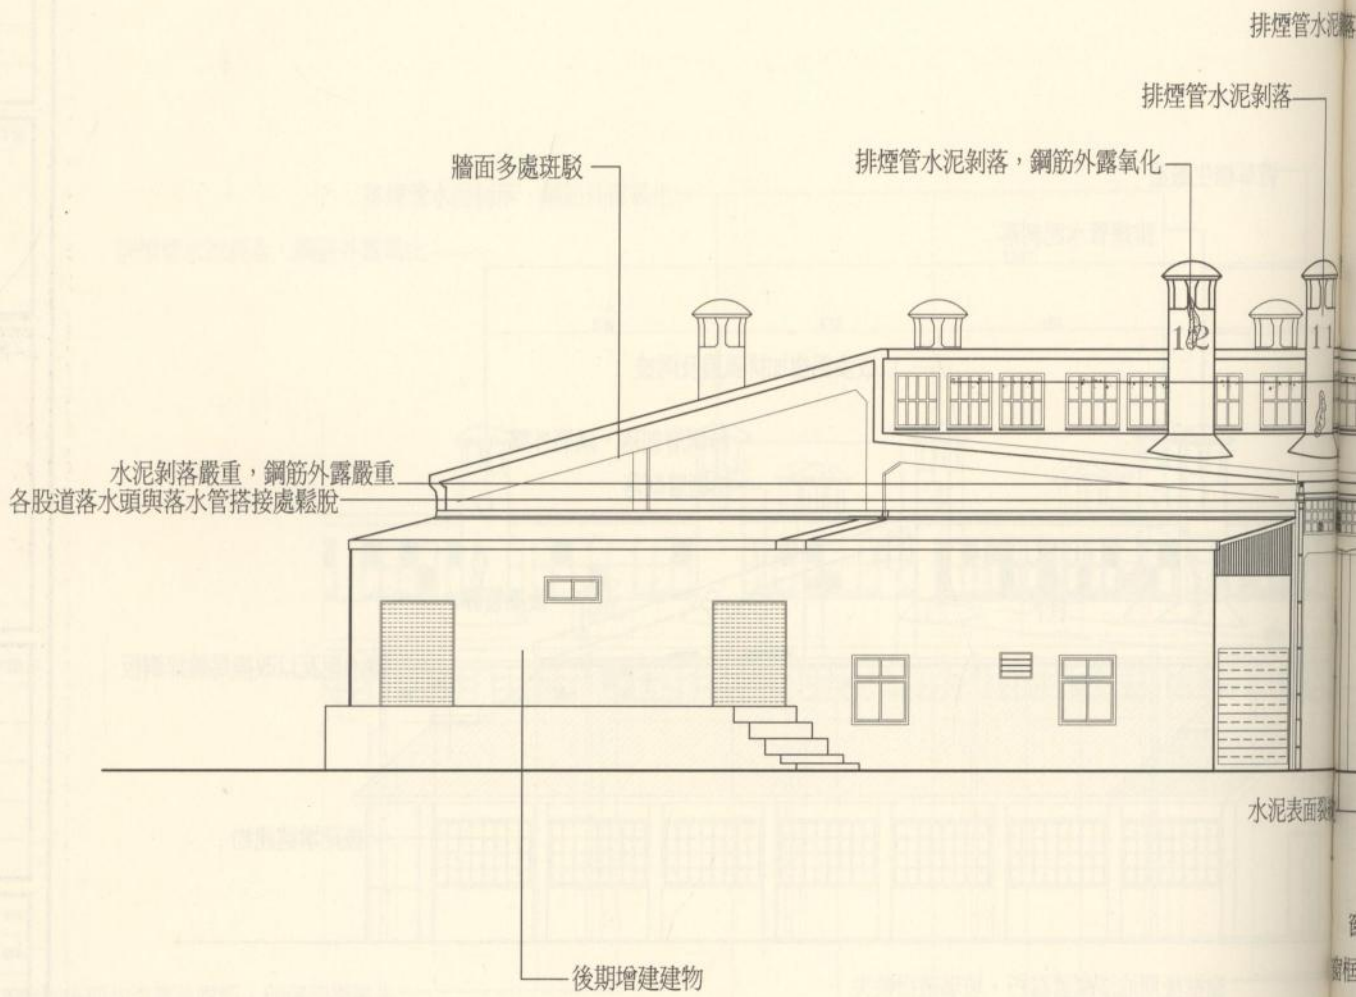 排煙管水泥
排煙管水泥剝落
牆面多處斑駁
排煙管水泥剝落，鋼筋外露氧化
12
11
水泥剝落嚴重，鋼筋外露嚴重
各股道落水頭與落水管搭接處鬆脫
水泥表面裂
後期增建建物
窗框